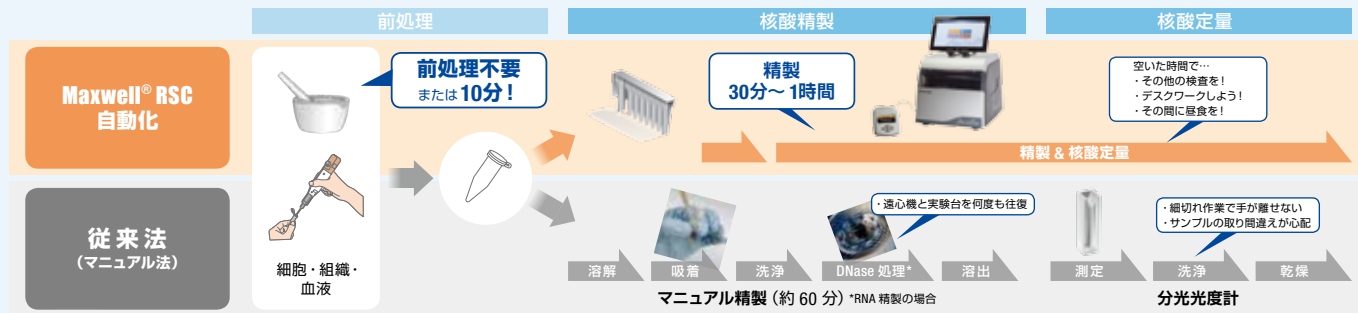 前処理
核酸精製
核酸定量
Maxwell® RSC
自動化
前処理不要
または10分！
精製
30分～1時間
空いた時間で…
・その他の検査を！
・デスクワークしよう！
・その間に昼食を！
精製 & 核酸定量
従来法
（マニュアル法）
細胞・組織・
血液
・遠心機と実験台を何度も往復
・細切れ作業で手が離せない
・サンプルの取り間違えが心配
溶解
吸着
洗浄
DNase 処理*
溶出
測定
洗浄
乾燥
マニュアル精製（約 60 分）*RNA 精製の場合
分光光度計